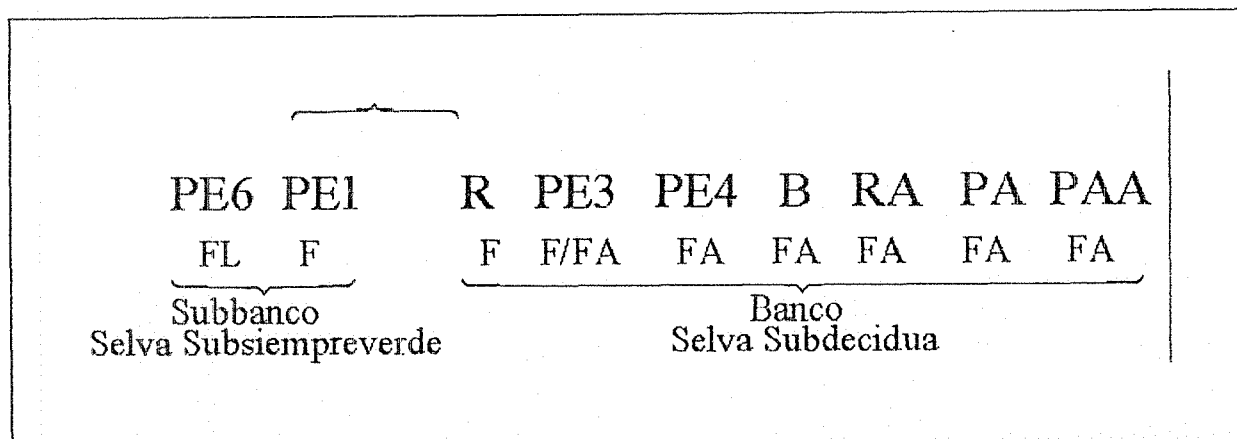 PE6 PE1 R PE3 PE4 B RA PA PAA
FL F F F/FA FA FA FA FA FA
Subbanco Banco
Selva Subsiempreverde Selva Subdecidua